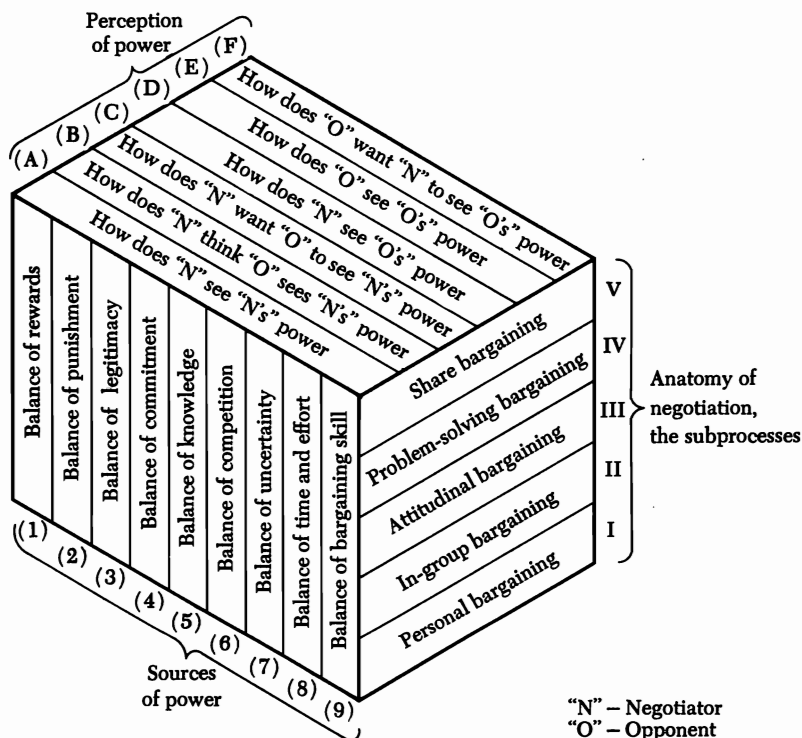 Perception
of power
(A)
(B)
(C)
(D)
(E)
(F)
How does "O" want "N" to see "O's" power
How does "O" see "O's" power
How does "N" see "O's" power
How does "N" want "O" to see "N's" power
How does "N" think "O" sees "N's" power
How does "N" see "N's" power
Balance of rewards
Balance of punishment
Balance of legitimacy
Balance of commitment
Balance of knowledge
Balance of competition
Balance of uncertainty
Balance of time and effort
Balance of bargaining skill
(1)
(2)
(3)
(4)
(5)
(6)
(7)
(8)
(9)
Sources
of power
Share bargaining
Problem-solving bargaining
Attitudinal bargaining
In-group bargaining
Personal bargaining
V
IV
III
II
I
Anatomy of
negotiation,
the subprocesses
"N" – Negotiator
"O" – Opponent